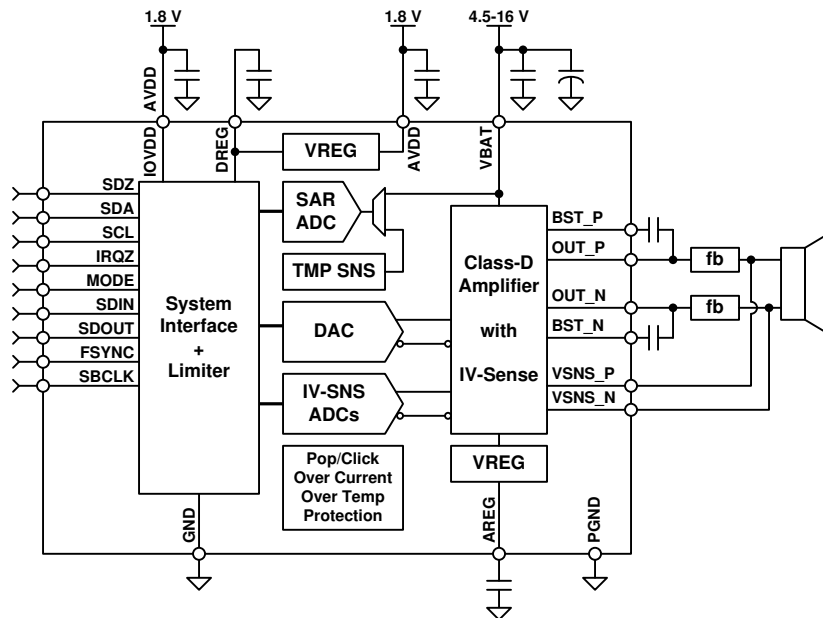 1.8 V
1.8 V
4.5-16 V
AVDD
IOVDD
DREG
AVDD
VBAT
VREG
SDZ
SDA
SCL
IRQZ
MODE
SDIN
SDOUT
FSYNC
SBCLK
System
Interface
+
Limiter
SAR
ADC
TMP SNS
DAC
IV-SNS
ADCs
Pop/Click
Over Current
Over Temp
Protection
Class-D
Amplifier
with
IV-Sense
VREG
BST_P
OUT_P
OUT_N
BST_N
VSNS_P
VSNS_N
fb
fb
GND
AREG
PGND